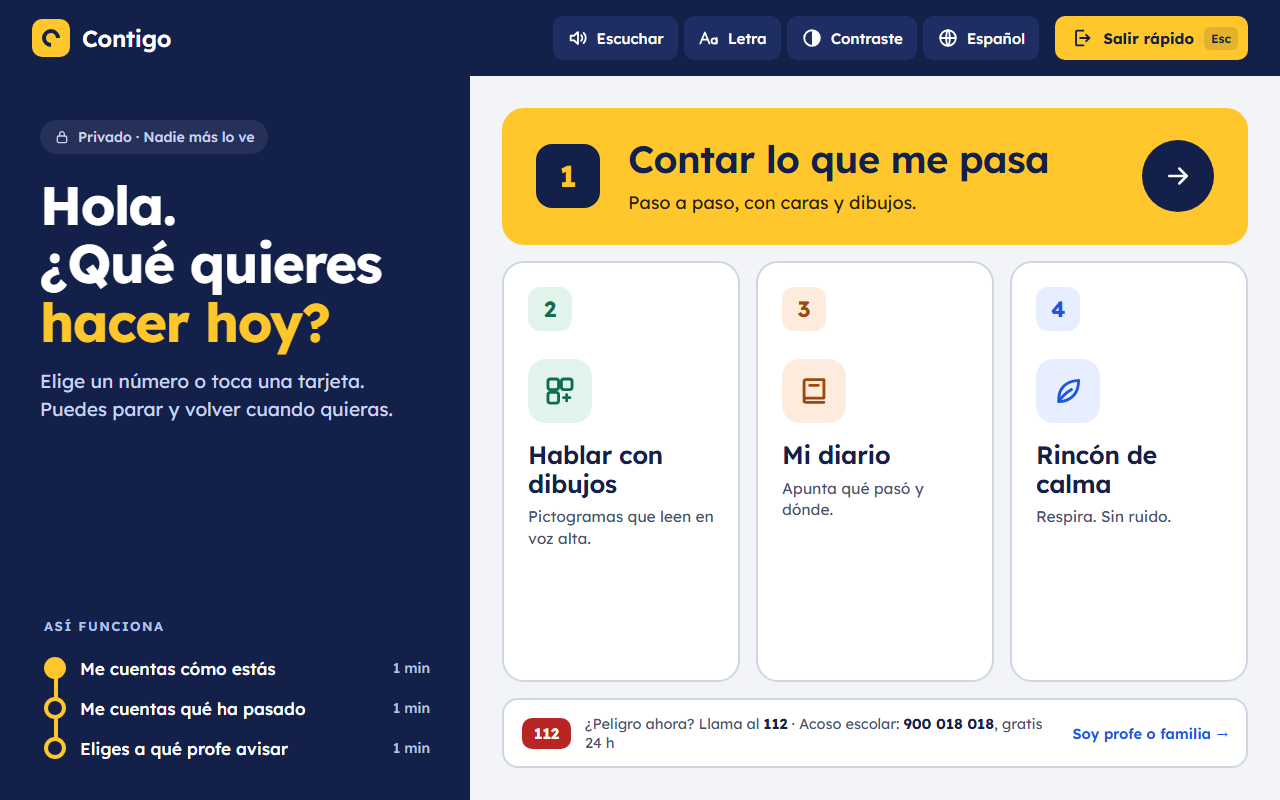 Contigo
Escuchar
Aa Letra
Contraste
Español
Salir rápido Esc
Privado · Nadie más lo ve
Hola.
¿Qué quieres
hacer hoy?
Elige un número o toca una tarjeta.
Puedes parar y volver cuando quieras.
ASÍ FUNCIONA
Me cuentas cómo estás 1 min
Me cuentas qué ha pasado 1 min
Eliges a qué profe avisar 1 min
1
Contar lo que me pasa
Paso a paso, con caras y dibujos.
2
Hablar con
dibujos
Pictogramas que leen en
voz alta.
3
Mi diario
Apunta qué pasó y
dónde.
4
Rincón de
calma
Respira. Sin ruido.
112
¿Peligro ahora? Llama al 112 · Acoso escolar: 900 018 018, gratis
24 h
Soy profe o familia →